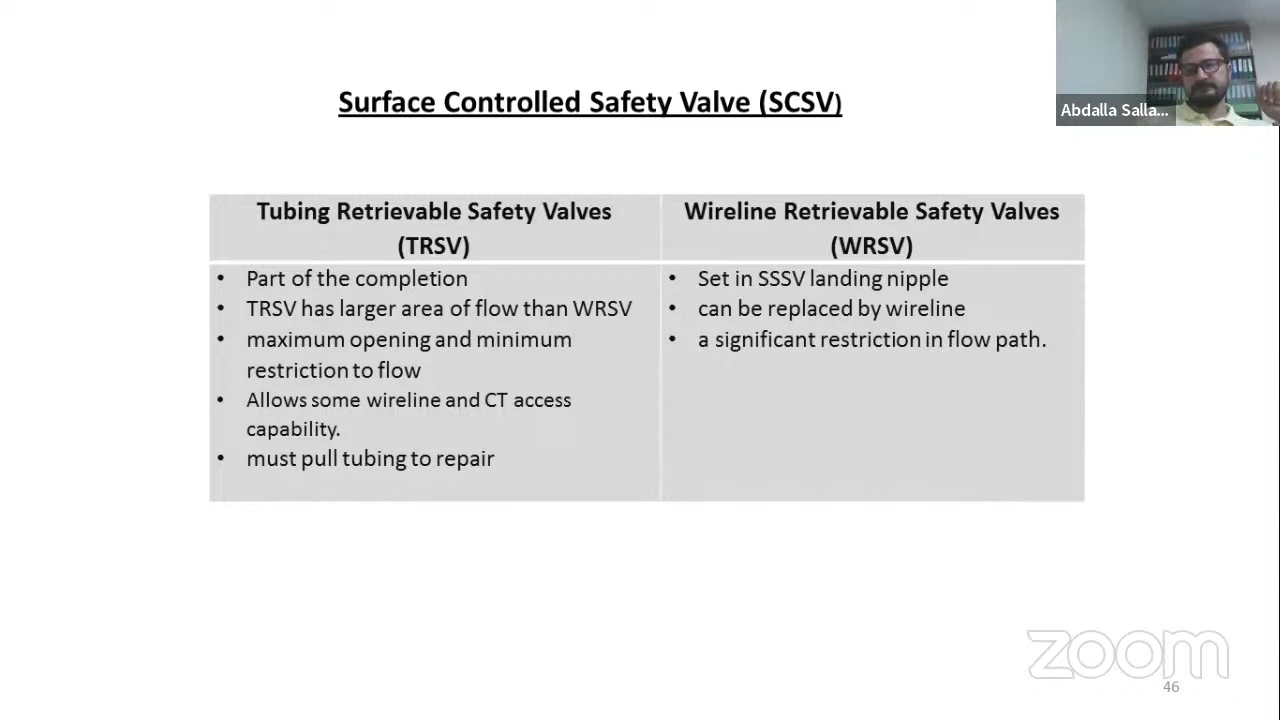 Abdalla Salla...
Surface Controlled Safety Valve (SCSV)
Tubing Retrievable Safety Valves
(TRSV)
Wireline Retrievable Safety Valves
(WRSV)
• Part of the completion
• TRSV has larger area of flow than WRSV
• maximum opening and minimum
restriction to flow
• Allows some wireline and CT access
capability.
• must pull tubing to repair
• Set in SSSV landing nipple
• can be replaced by wireline
• a significant restriction in flow path.
zoom
46